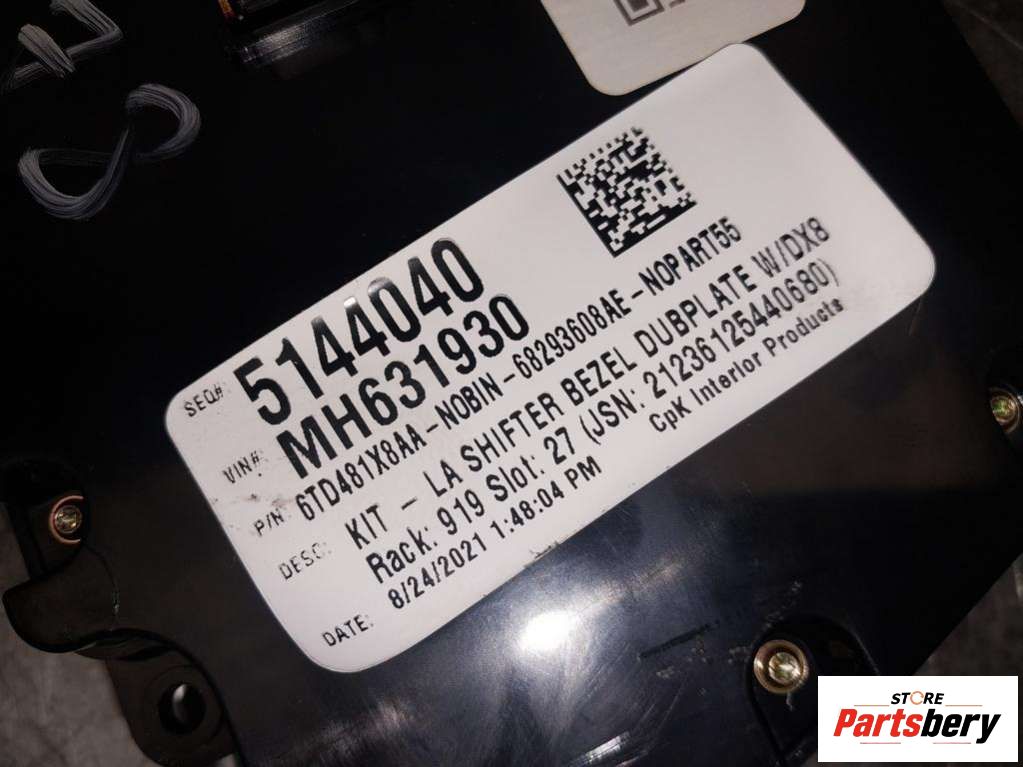 SEQ#: 5144040
VIN#: MH631930
P/N: 6TD481X8AA-NOBIN-68293608AE-NOPART55
DESC: KIT - LA SHIFTER BEZEL DUBPLATE W/DX8
Rack: 919 Slot: 27 (JSN: 21236125440680)
DATE: 8/24/2021 1:48:04 PM
CpK Interior Products
STORE
Partsbery